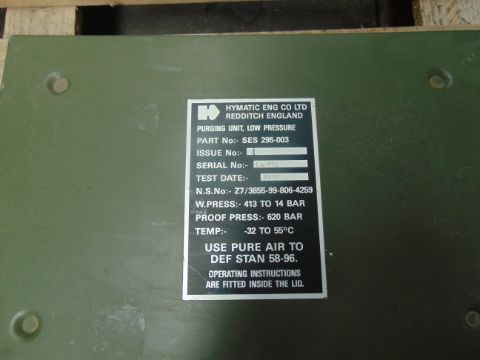 HYMATIC ENG CO LTD
REDDITCH ENGLAND
PURGING UNIT, LOW PRESSURE
PART No:- SES 295-003
ISSUE No:-
SERIAL No:-
TEST DATE:-
N.S.No:- Z7/3655-99-806-4259
W.PRESS:- 413 TO 14 BAR
PROOF PRESS:- 620 BAR
TEMP:- -32 TO 55°C
USE PURE AIR TO
DEF STAN 58-96.
OPERATING INSTRUCTIONS
ARE FITTED INSIDE THE LID.